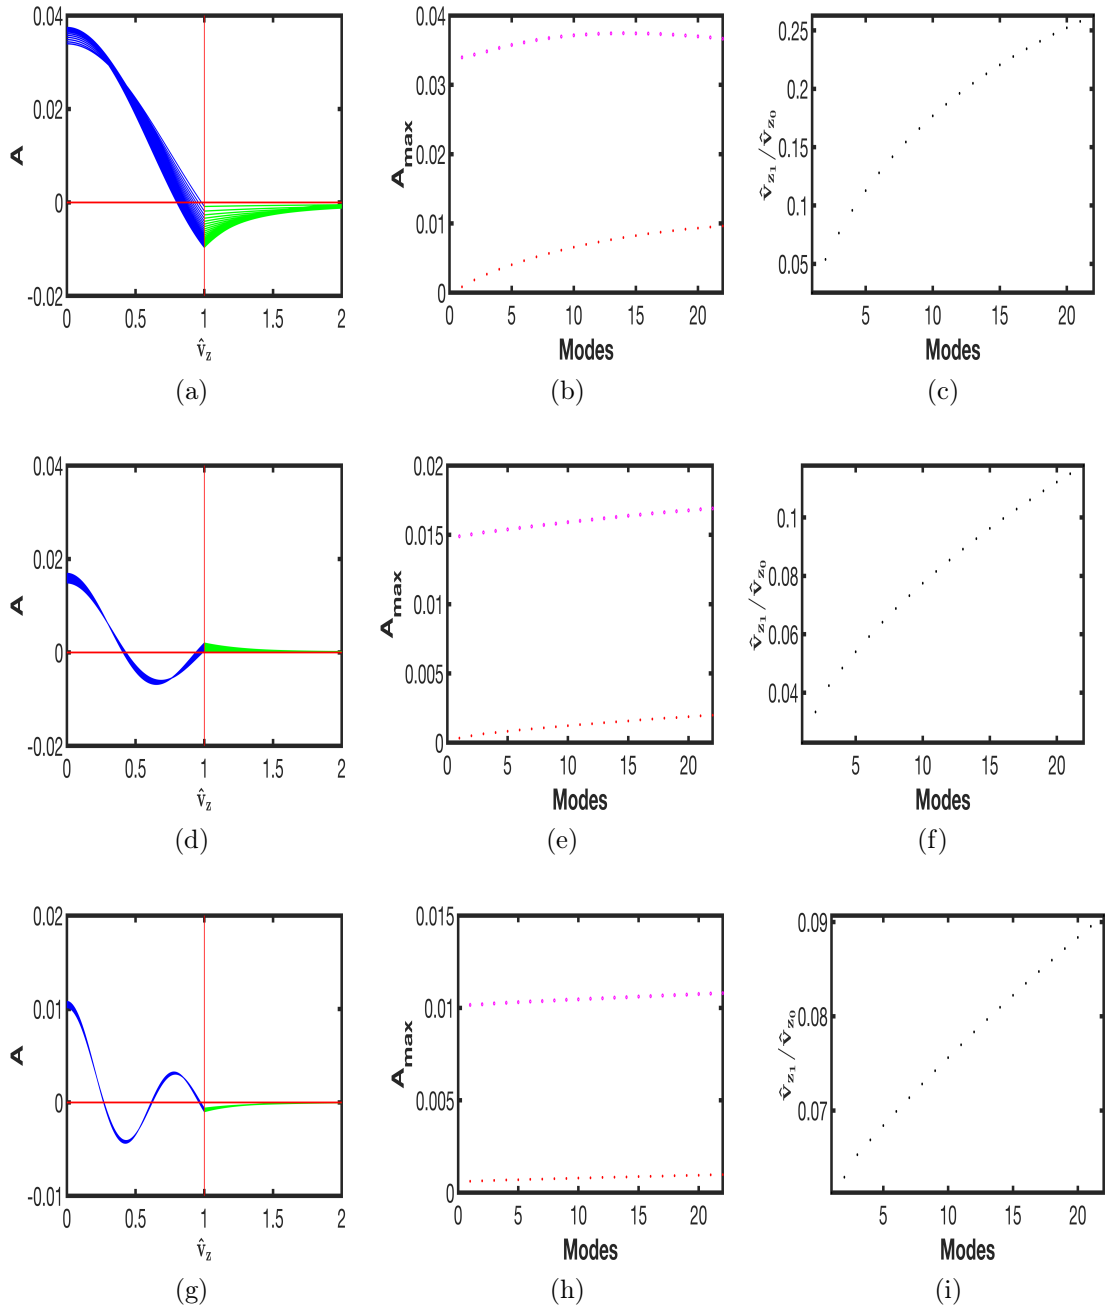 0.04
0.02
0
-0.02
A
0
0.5
1
1.5
2
v̂z
(a)
0.04
0.03
0.02
0.01
0
Amax
5
10
15
20
Modes
(b)
0.25
0.2
0.15
0.1
0.05
v̂z1/v̂z0
5
10
15
20
Modes
(c)
0.04
0.02
0
-0.02
A
0
0.5
1
1.5
2
v̂z
(d)
0.02
0.015
0.01
0.005
0
Amax
0
5
10
15
20
Modes
(e)
0.1
0.08
0.06
0.04
v̂z1/v̂z0
5
10
15
20
Modes
(f)
0.02
0.01
0
-0.01
A
0
0.5
1
1.5
2
v̂z
(g)
0.015
0.01
0.005
0
Amax
0
5
10
15
20
Modes
(h)
0.09
0.08
0.07
v̂z1/v̂z0
5
10
15
20
Modes
(i)